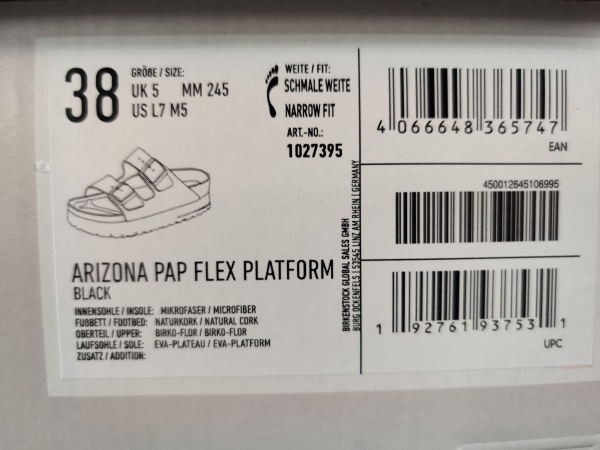 38
GRÖßE / SIZE:
UK 5 MM 245
US L7 M5
WEITE / FIT:
SCHMALE WEITE
NARROW FIT
ART.-NO.:
1027395
ARIZONA PAP FLEX PLATFORM
BLACK
INNENSOHLE / INSOLE: MIKROFASER / MICROFIBER
FUßBETT / FOOTBED: NATURKORK / NATURAL CORK
OBERTEIL / UPPER: BIRKO-FLOR / BIRKO-FLOR
LAUFSOHLE / SOLE: EVA-PLATEAU / EVA-PLATFORM
ZUSATZ / ADDITION:
BIRKENSTOCK GLOBAL SALES GMBH
BURG OCKENFELS | 53545 LINZ AM RHEIN | GERMANY
4 066648 365747
EAN
450012645106995
1 92761 93753 1
UPC